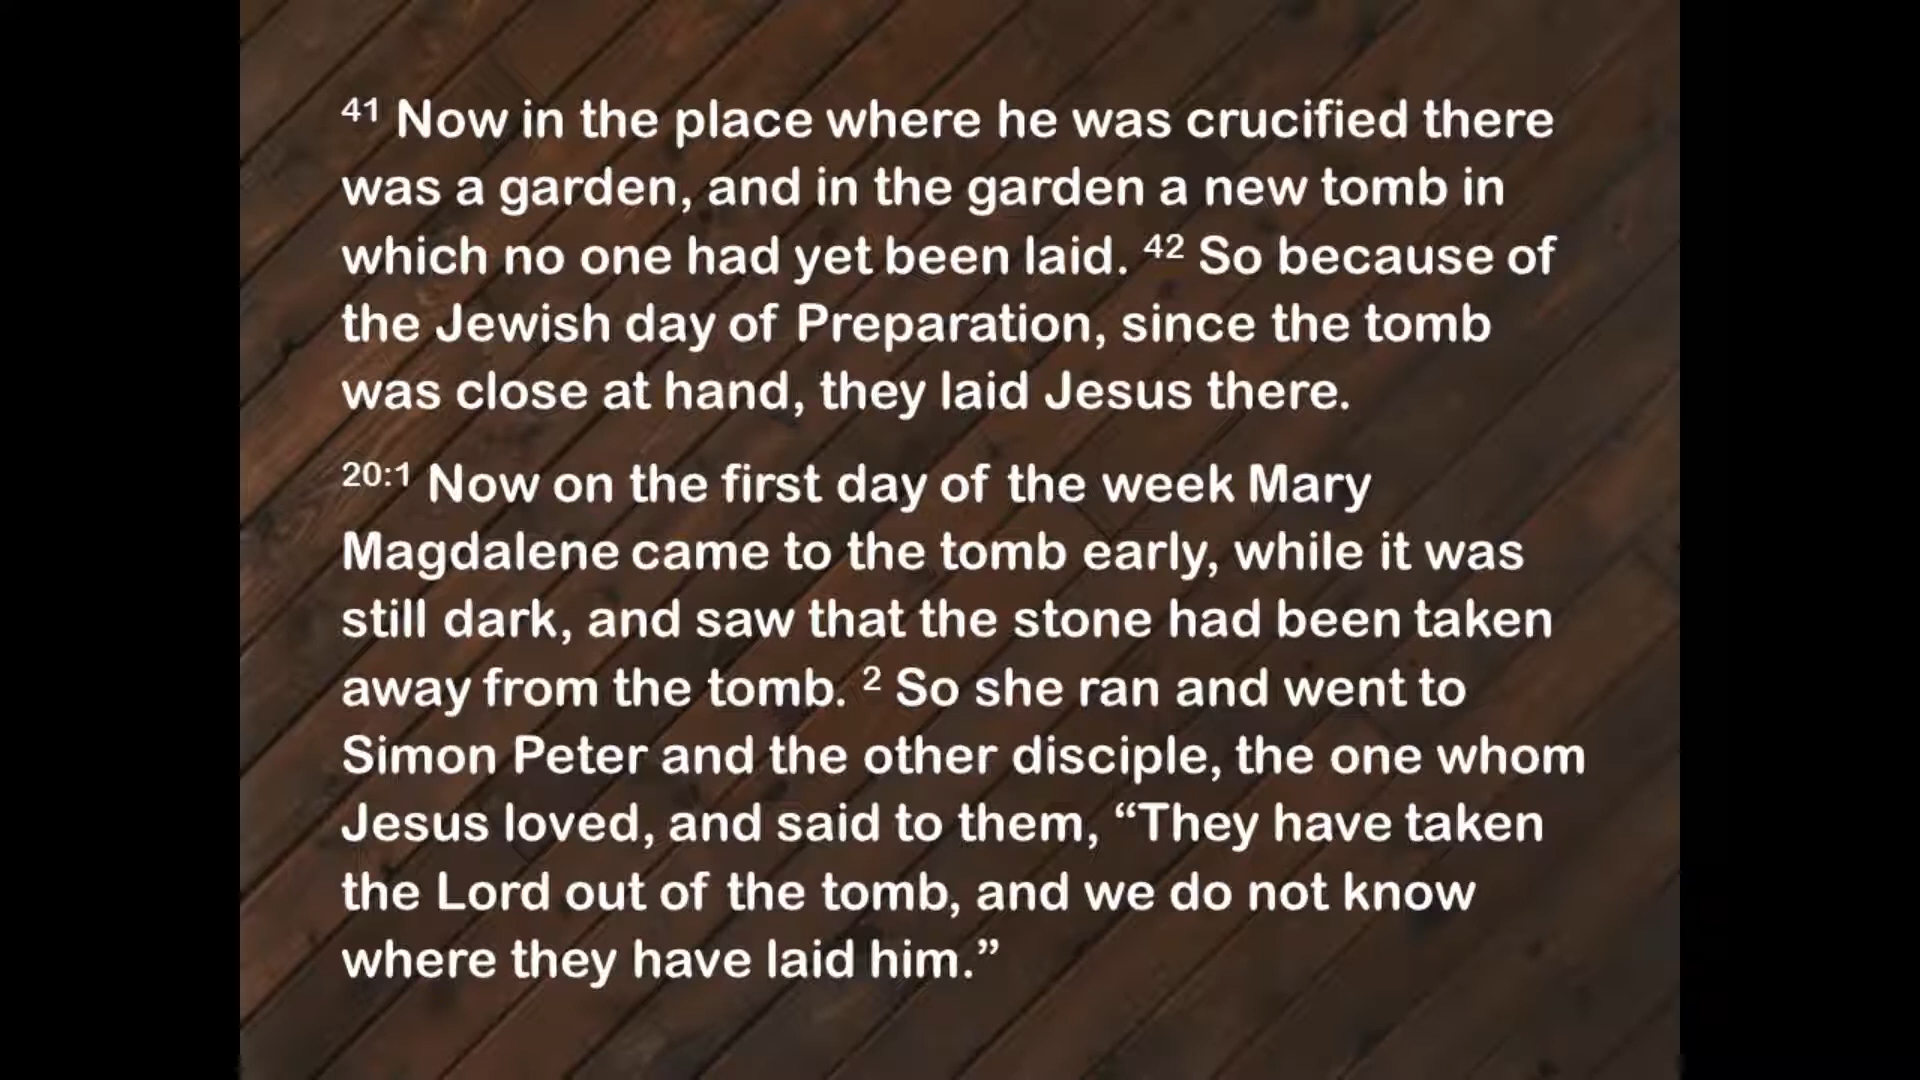 41 Now in the place where he was crucified there
was a garden, and in the garden a new tomb in
which no one had yet been laid. 42 So because of
the Jewish day of Preparation, since the tomb
was close at hand, they laid Jesus there.
20:1 Now on the first day of the week Mary
Magdalene came to the tomb early, while it was
still dark, and saw that the stone had been taken
away from the tomb. 2 So she ran and went to
Simon Peter and the other disciple, the one whom
Jesus loved, and said to them, “They have taken
the Lord out of the tomb, and we do not know
where they have laid him.”